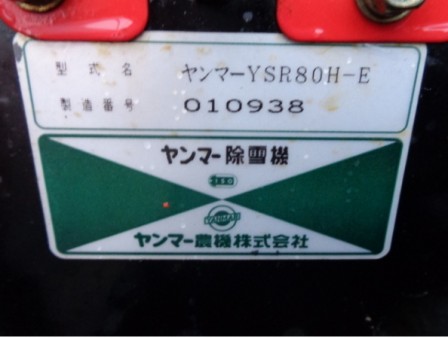 型式名 ヤンマーYSR80H-E
製造番号 010938
ヤンマー除雪機
YANMAR
ヤンマー農機株式会社